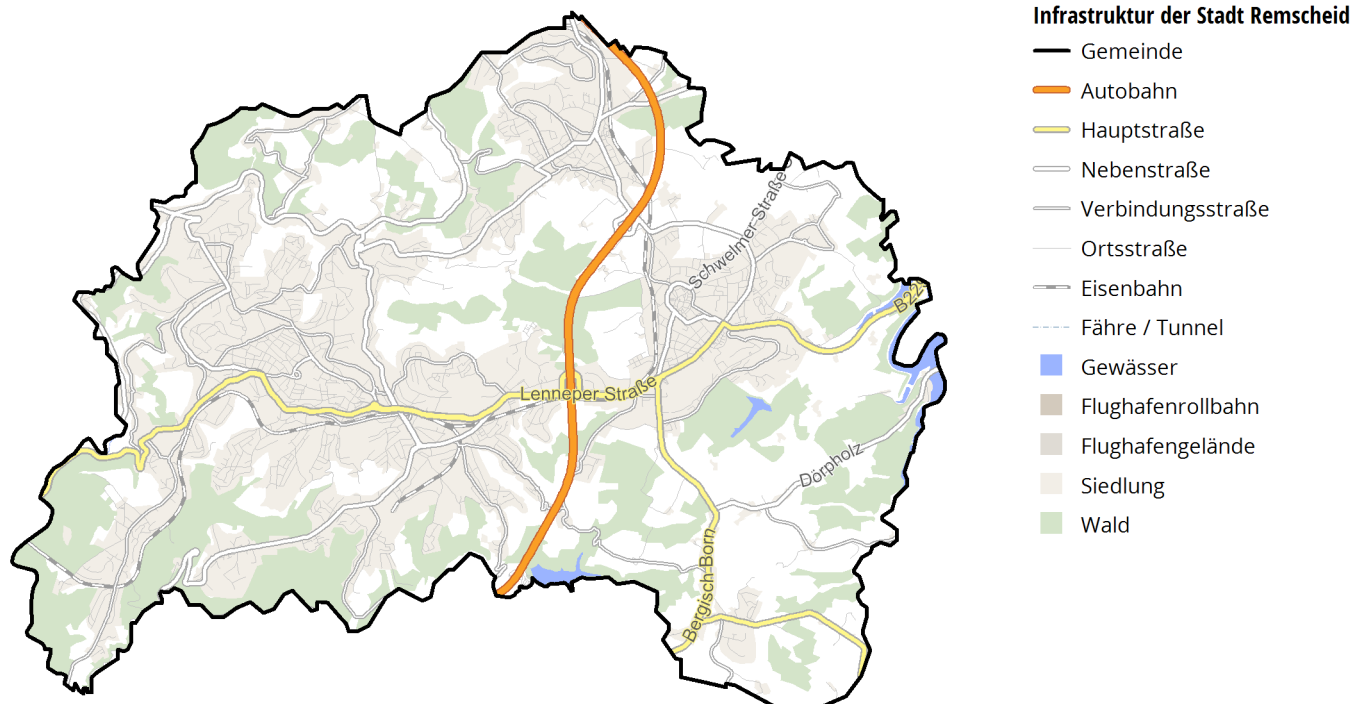 Infrastruktur der Stadt Remscheid
Gemeinde
Autobahn
Hauptstraße
Nebenstraße
Verbindungsstraße
Ortsstraße
Eisenbahn
Fähre / Tunnel
Gewässer
Flughafenrollbahn
Flughafengelände
Siedlung
Wald
Schwelmer-Straße
Lenneper Straße
Dörpholz
Bergisch-Born